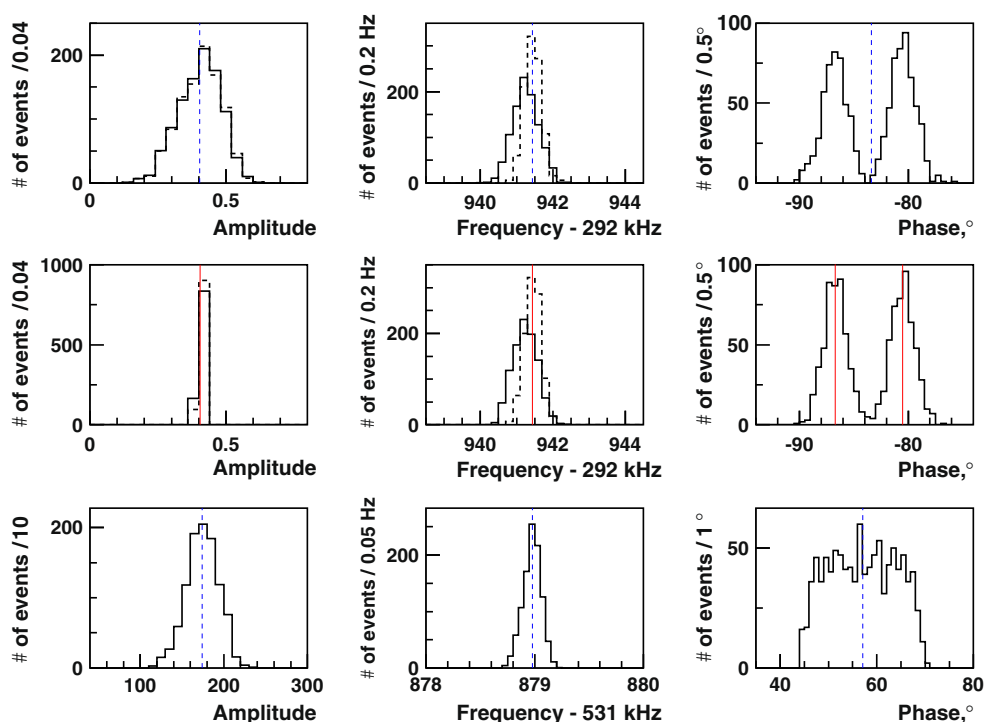 # of events /0.04
200
0
0
0.5
Amplitude
# of events / 0.2 Hz
200
0
940
942
944
Frequency - 292 kHz
# of events / 0.5°
100
50
0
-90
-80
Phase,°
# of events /0.04
1000
500
0
0
0.5
Amplitude
# of events / 0.2 Hz
200
0
940
942
944
Frequency - 292 kHz
# of events / 0.5°
100
50
0
-90
-80
Phase,°
# of events /10
200
0
100
200
300
Amplitude
# of events / 0.05 Hz
200
0
878
879
880
Frequency - 531 kHz
# of events / 1°
50
0
40
60
80
Phase,°